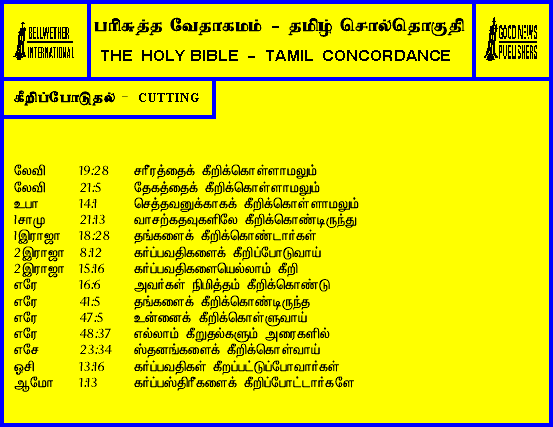 BELLWETHER
INTERNATIONAL
பரிசுத்த வேதாகமம் - தமிழ் சொல்தொகுதி
THE HOLY BIBLE - TAMIL CONCORDANCE
GOOD NEWS
PUBLISHERS
கீறிப்போடுதல் - CUTTING
லேவி 19:28 சரீரத்தைக் கீறிக்கொள்ளாமலும்
லேவி 21:5 தேகத்தைக் கீறிக்கொள்ளாமலும்
உபா 14:1 செத்தவனுக்காகக் கீறிக்கொள்ளாமலும்
1சாமு 21:13 வாசற்கதவுகளிலே கீறிக்கொண்டிருந்து
1இராஜா 18:28 தங்களைக் கீறிக்கொண்டார்கள்
2இராஜா 8:12 கர்ப்பவதிகளைக் கீறிப்போடுவாய்
2இராஜா 15:16 கர்ப்பவதிகளையெல்லாம் கீறி
எரே 16:6 அவர்கள் நிமித்தம் கீறிக்கொண்டு
எரே 41:5 தங்களைக் கீறிக்கொண்டிருந்த
எரே 47:5 உன்னைக் கீறிக்கொள்ளுவாய்
எரே 48:37 எல்லாம் கீறுதல்களும் அரைகளில்
எசே 23:34 ஸ்தனங்களைக் கீறிக்கொள்வாய்
ஓசி 13:16 கர்ப்பவதிகள் கீறப்பட்டுப்போவார்கள்
ஆமோ 1:13 கர்ப்பஸ்திரீகளைக் கீறிப்போட்டார்களே